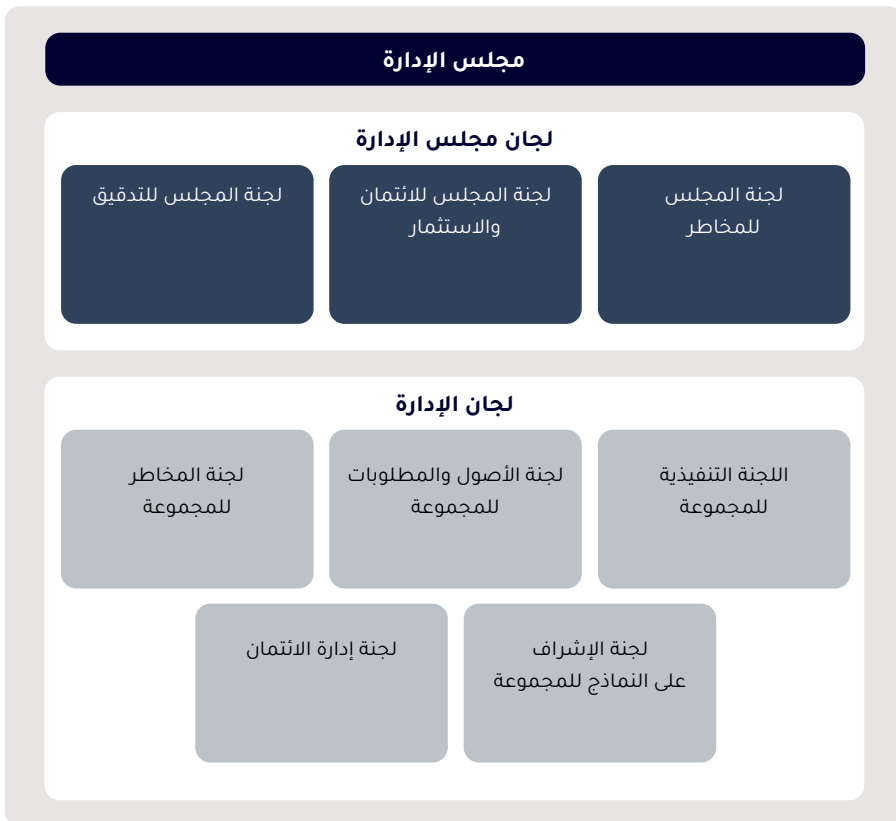 مجلس الإدارة
لجان مجلس الإدارة
لجنة المجلس
للمخاطر
لجنة المجلس للائتمان
والاستثمار
لجنة المجلس للتدقيق
لجان الإدارة
اللجنة التنفيذية
للمجموعة
لجنة الأصول والمطلوبات
للمجموعة
لجنة المخاطر
للمجموعة
لجنة الإشراف
على النماذج للمجموعة
لجنة إدارة الائتمان